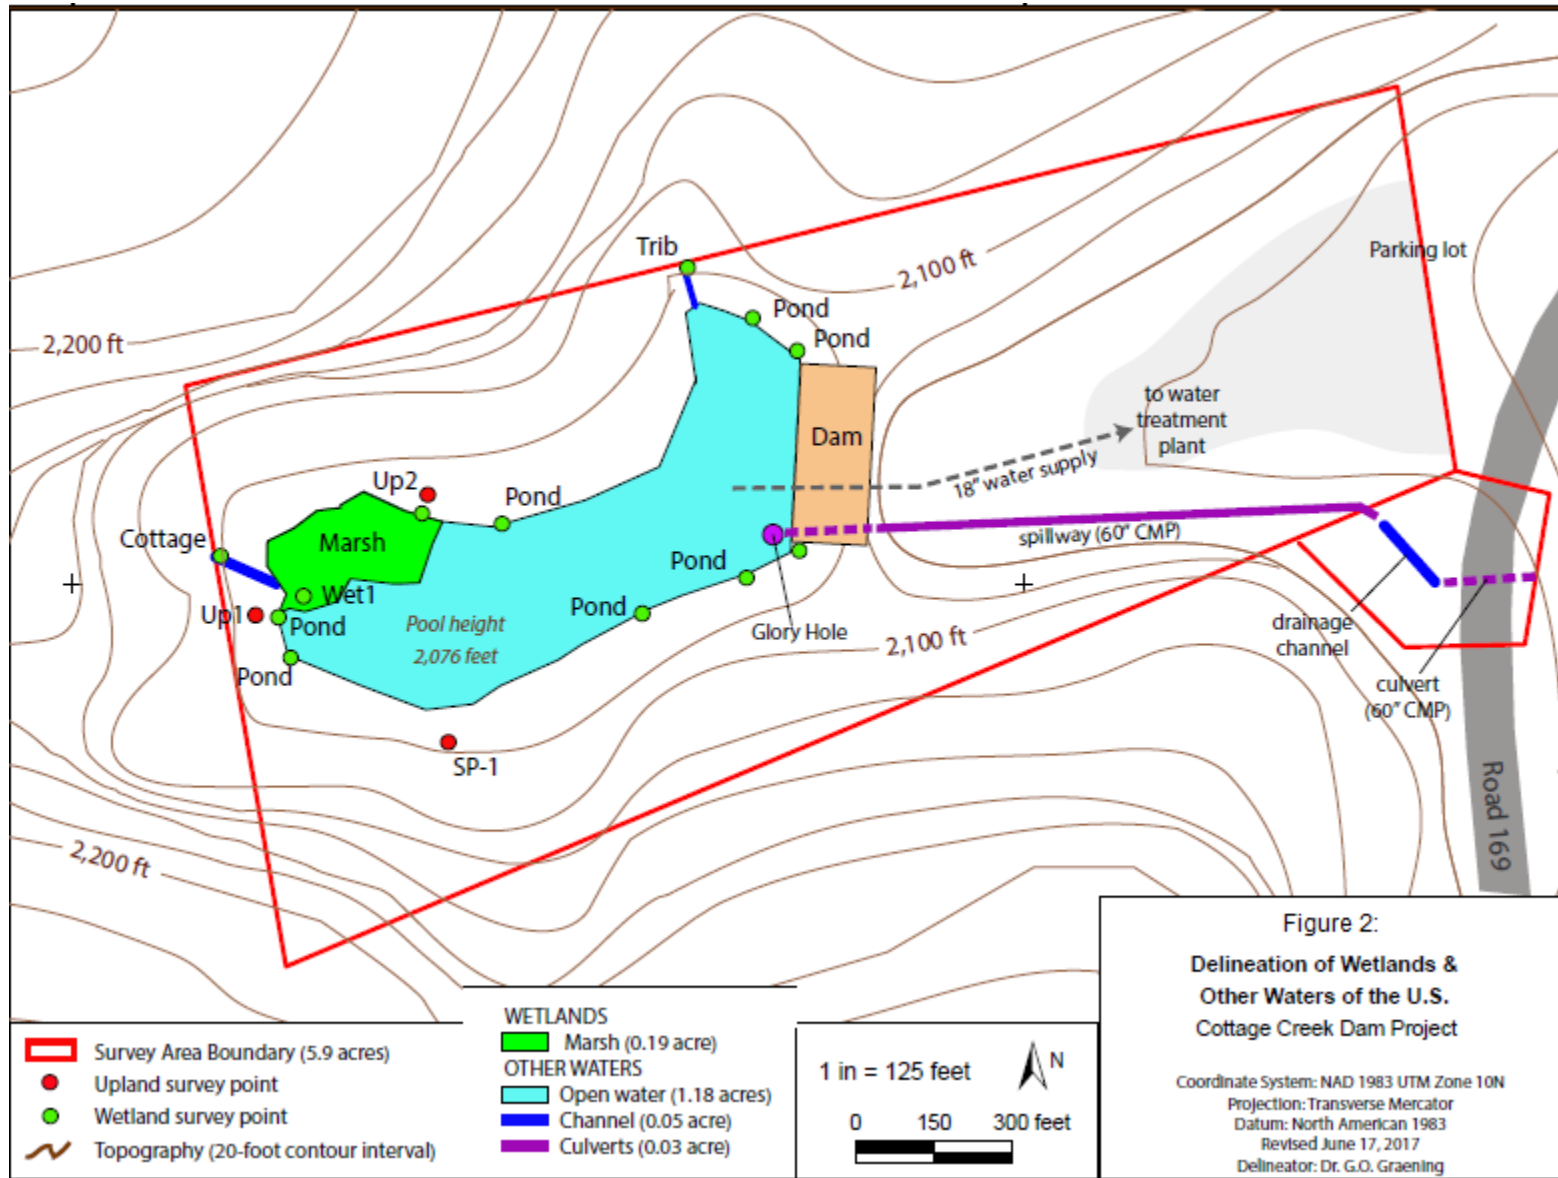 Trib
Pond
Pond
2,100 ft
Parking lot
2,200 ft
to water
treatment
plant
Dam
18" water supply
Up2
Pond
Cottage
Marsh
spillway (60" CMP)
Pond
Wet1
Up1
Pond
Pond
Pool height
2,076 feet
Glory Hole
2,100 ft
drainage
channel
Pond
culvert
(60" CMP)
SP-1
Road 169
2,200 ft
Figure 2:
Delineation of Wetlands &
Other Waters of the U.S.
Cottage Creek Dam Project
Coordinate System: NAD 1983 UTM Zone 10N
Projection: Transverse Mercator
Datum: North American 1983
Revised June 17, 2017
Delineator: Dr. G.O. Graening
Survey Area Boundary (5.9 acres)
Upland survey point
Wetland survey point
Topography (20-foot contour interval)
WETLANDS
Marsh (0.19 acre)
OTHER WATERS
Open water (1.18 acres)
Channel (0.05 acre)
Culverts (0.03 acre)
1 in = 125 feet
N
0 150 300 feet